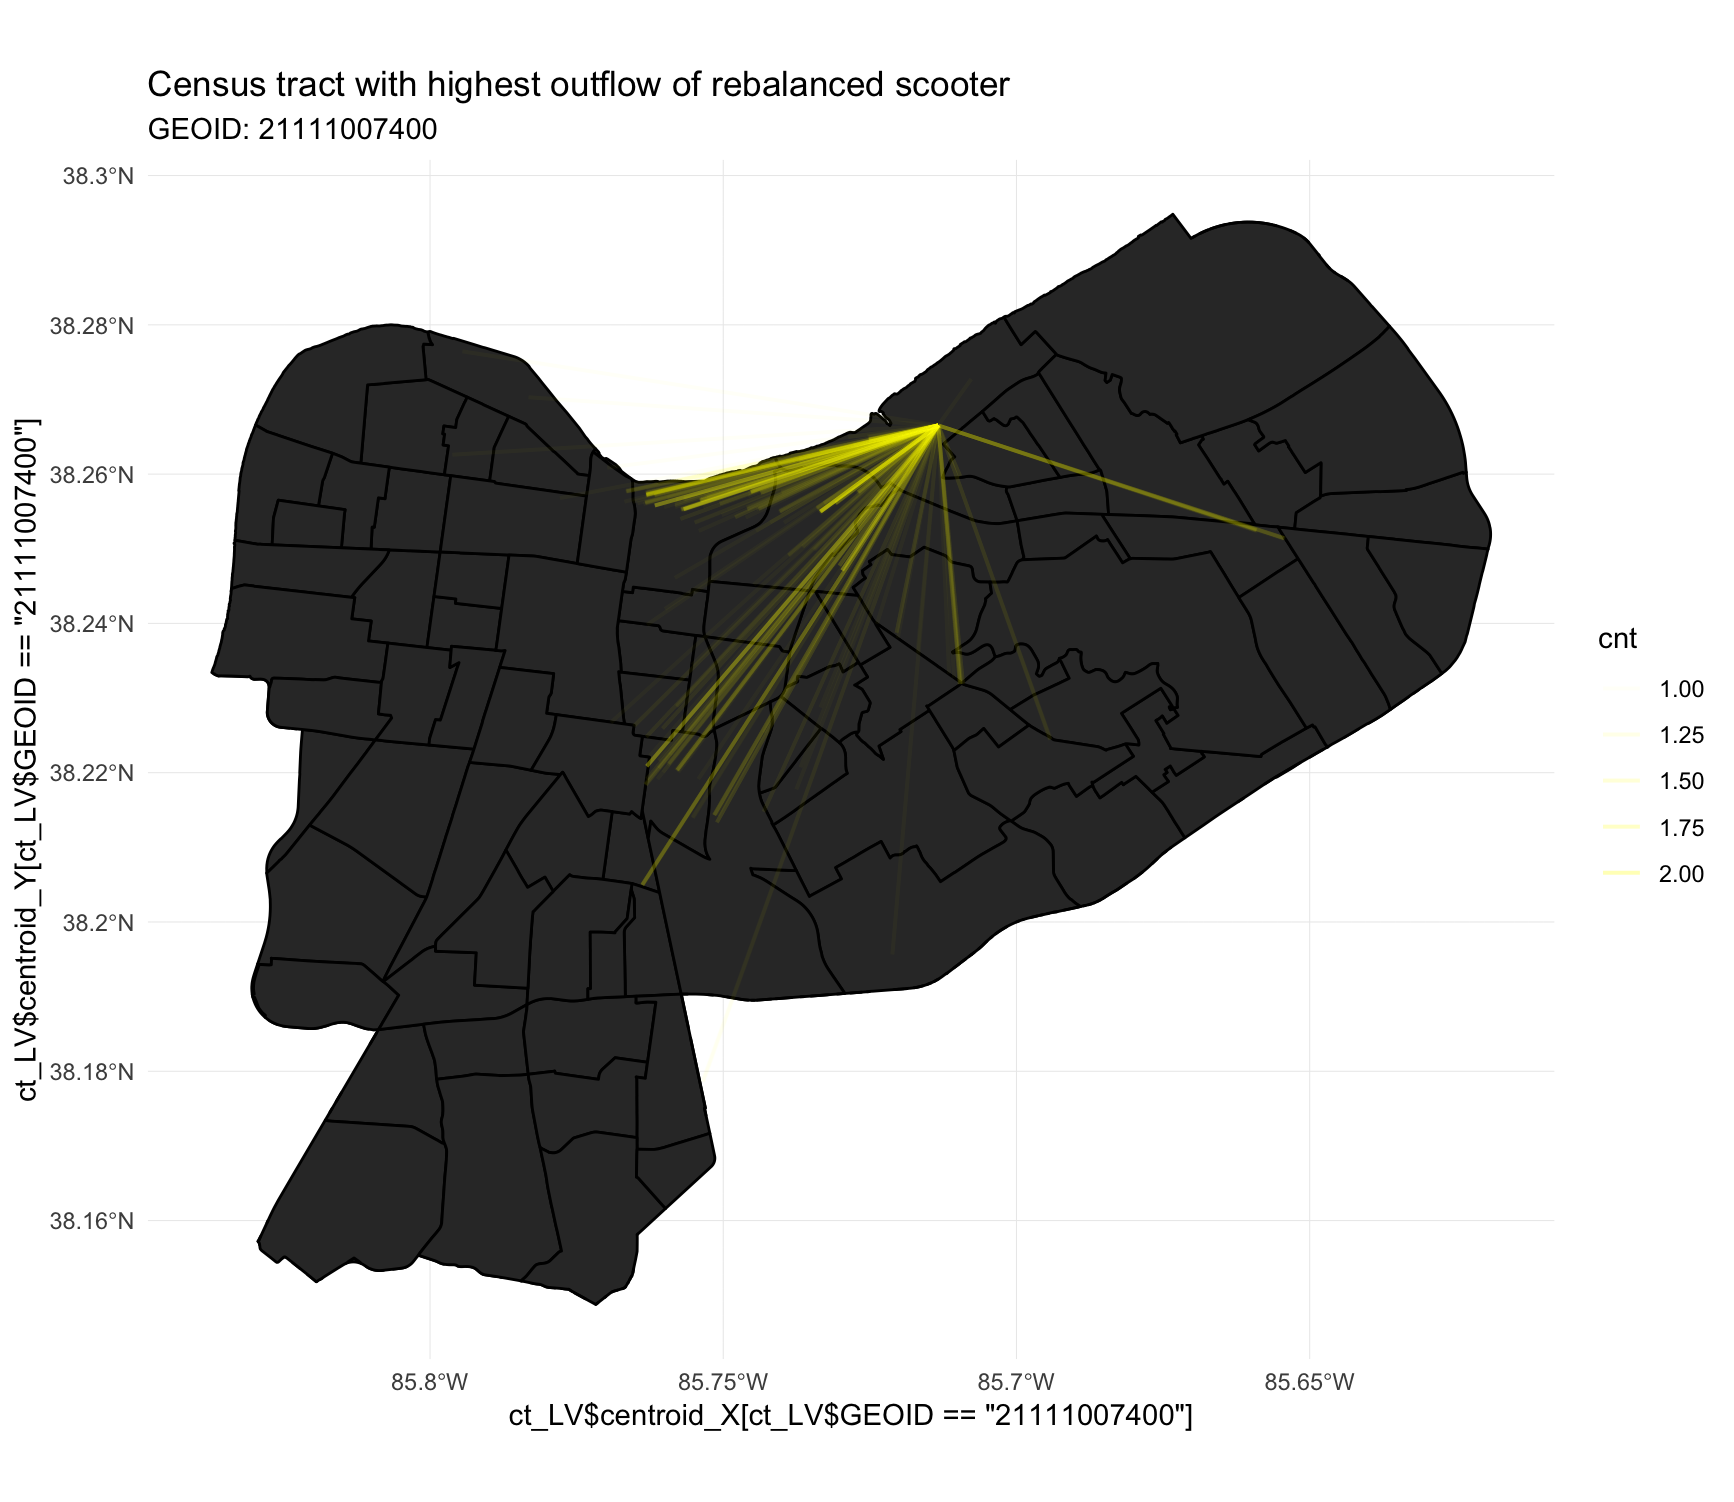 Census tract with highest outflow of rebalanced scooter
GEOID: 21111007400
38.3°N
38.28°N
38.26°N
38.24°N
38.22°N
38.2°N
38.18°N
38.16°N
ct_LV$centroid_Y[ct_LV$GEOID == "21111007400"]
85.8°W
85.75°W
85.7°W
85.65°W
ct_LV$centroid_X[ct_LV$GEOID == "21111007400"]
cnt
1.00
1.25
1.50
1.75
2.00